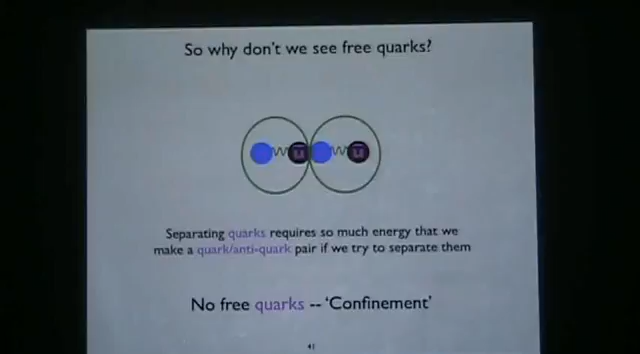 So why don't we see free quarks?
ū ū
Separating quarks requires so much energy that we
make a quark/anti-quark pair if we try to separate them
No free quarks -- 'Confinement'